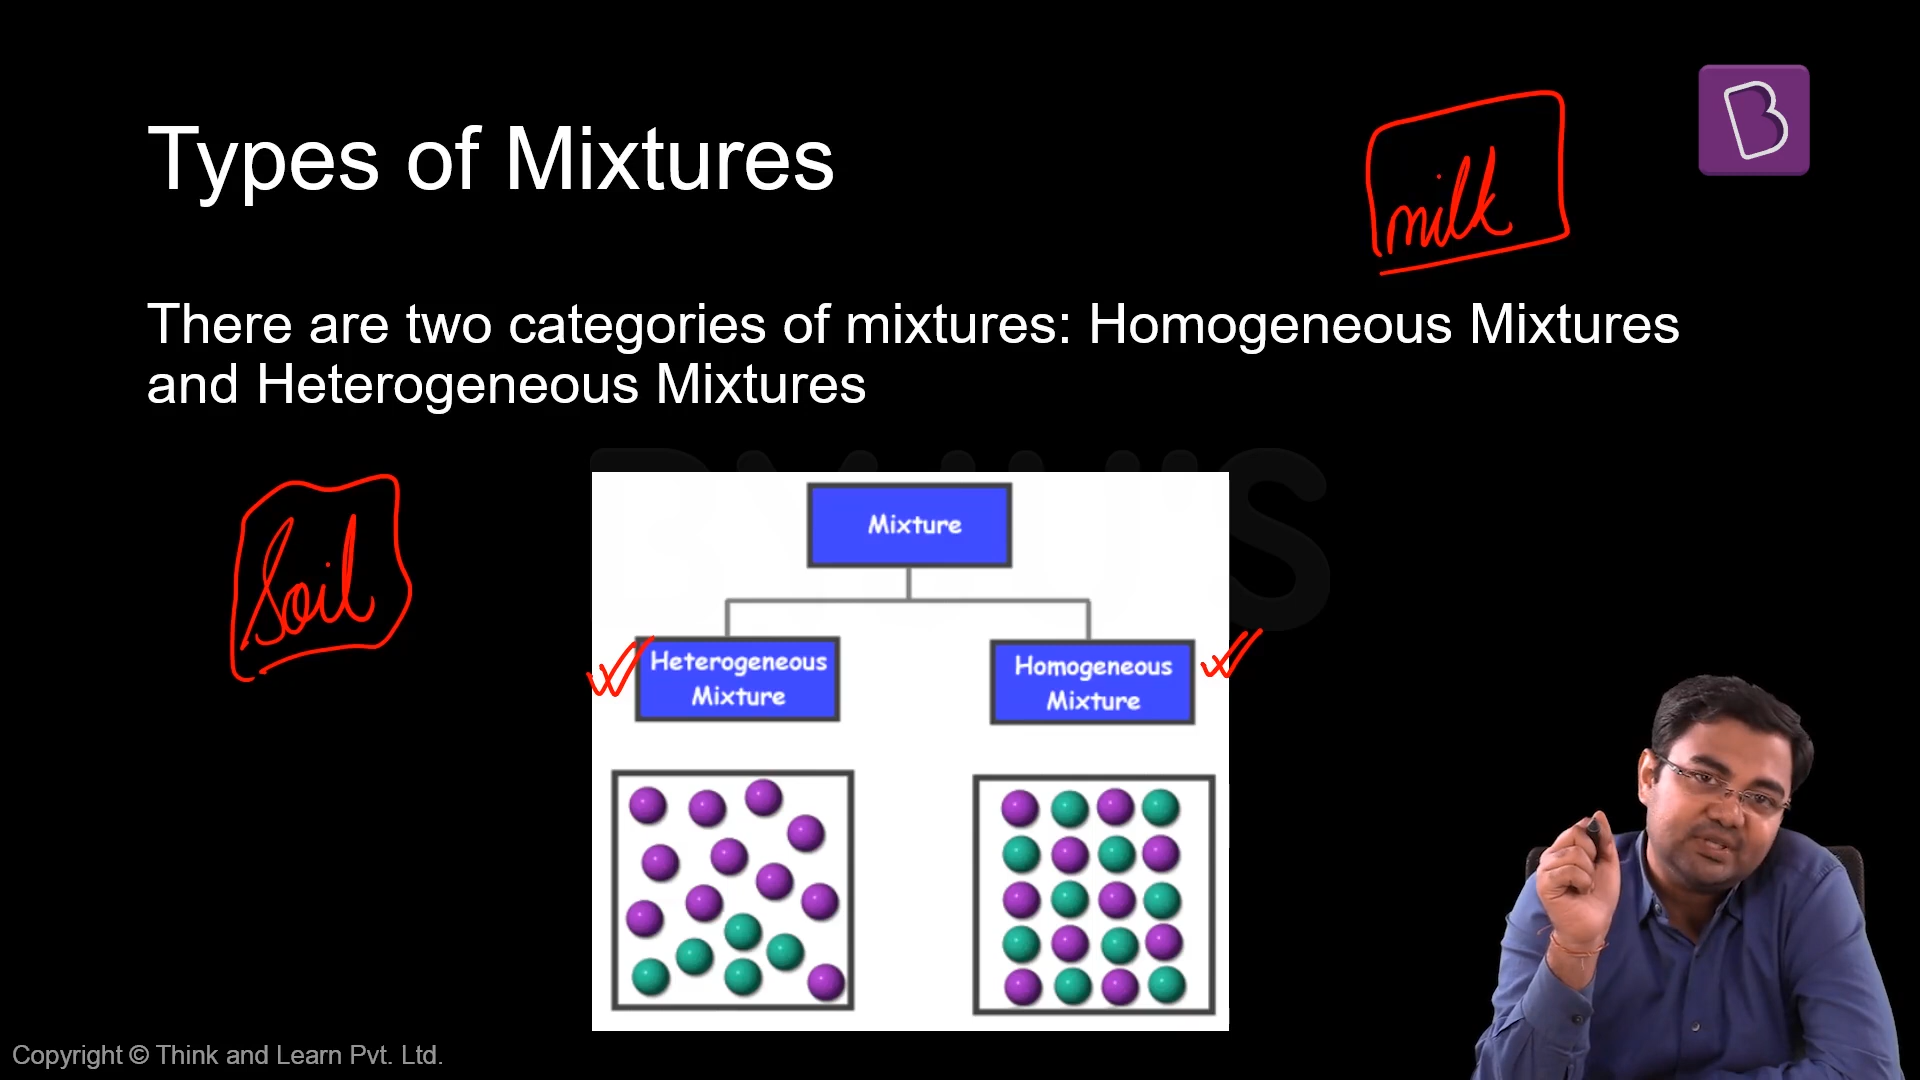 Types of Mixtures
milk
There are two categories of mixtures: Homogeneous Mixtures
and Heterogeneous Mixtures
BYJU'S
Soil
Mixture
Heterogeneous
Mixture
Homogeneous
Mixture
Copyright © Think and Learn Pvt. Ltd.